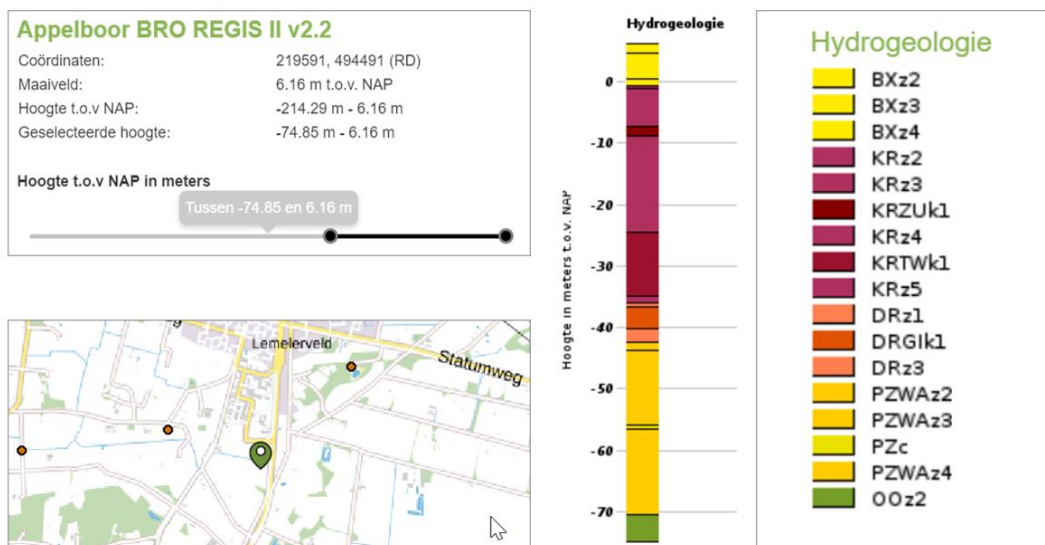 Appelboor BRO REGIS II v2.2
Coördinaten: 219591, 494491 (RD)
Maaiveld: 6.16 m t.o.v. NAP
Hoogte t.o.v NAP: -214.29 m - 6.16 m
Geselecteerde hoogte: -74.85 m - 6.16 m
Hoogte t.o.v NAP in meters
Tussen -74.85 en 6.16 m
Lemelerveld
Statumweg
Hydrogeologie
Hoogte in meters t.o.v. NAP
0
-10
-20
-30
-40
-50
-60
-70
Hydrogeologie
BXz2
BXz3
BXz4
KRz2
KRz3
KRZUk1
KRz4
KRTWk1
KRz5
DRz1
DRGIk1
DRz3
PZWAz2
PZWAz3
PZc
PZWAz4
OOz2